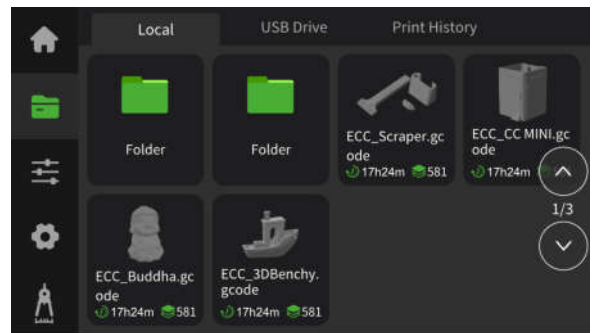 Local
USB Drive
Print History
Folder
Folder
ECC_Scraper.gc
ode
17h24m
581
ECC_CC MINI.gc
ode
17h24m
1/3
ECC_Buddha.gc
ode
17h24m
581
ECC_3DBenchy.
gcode
17h24m
581